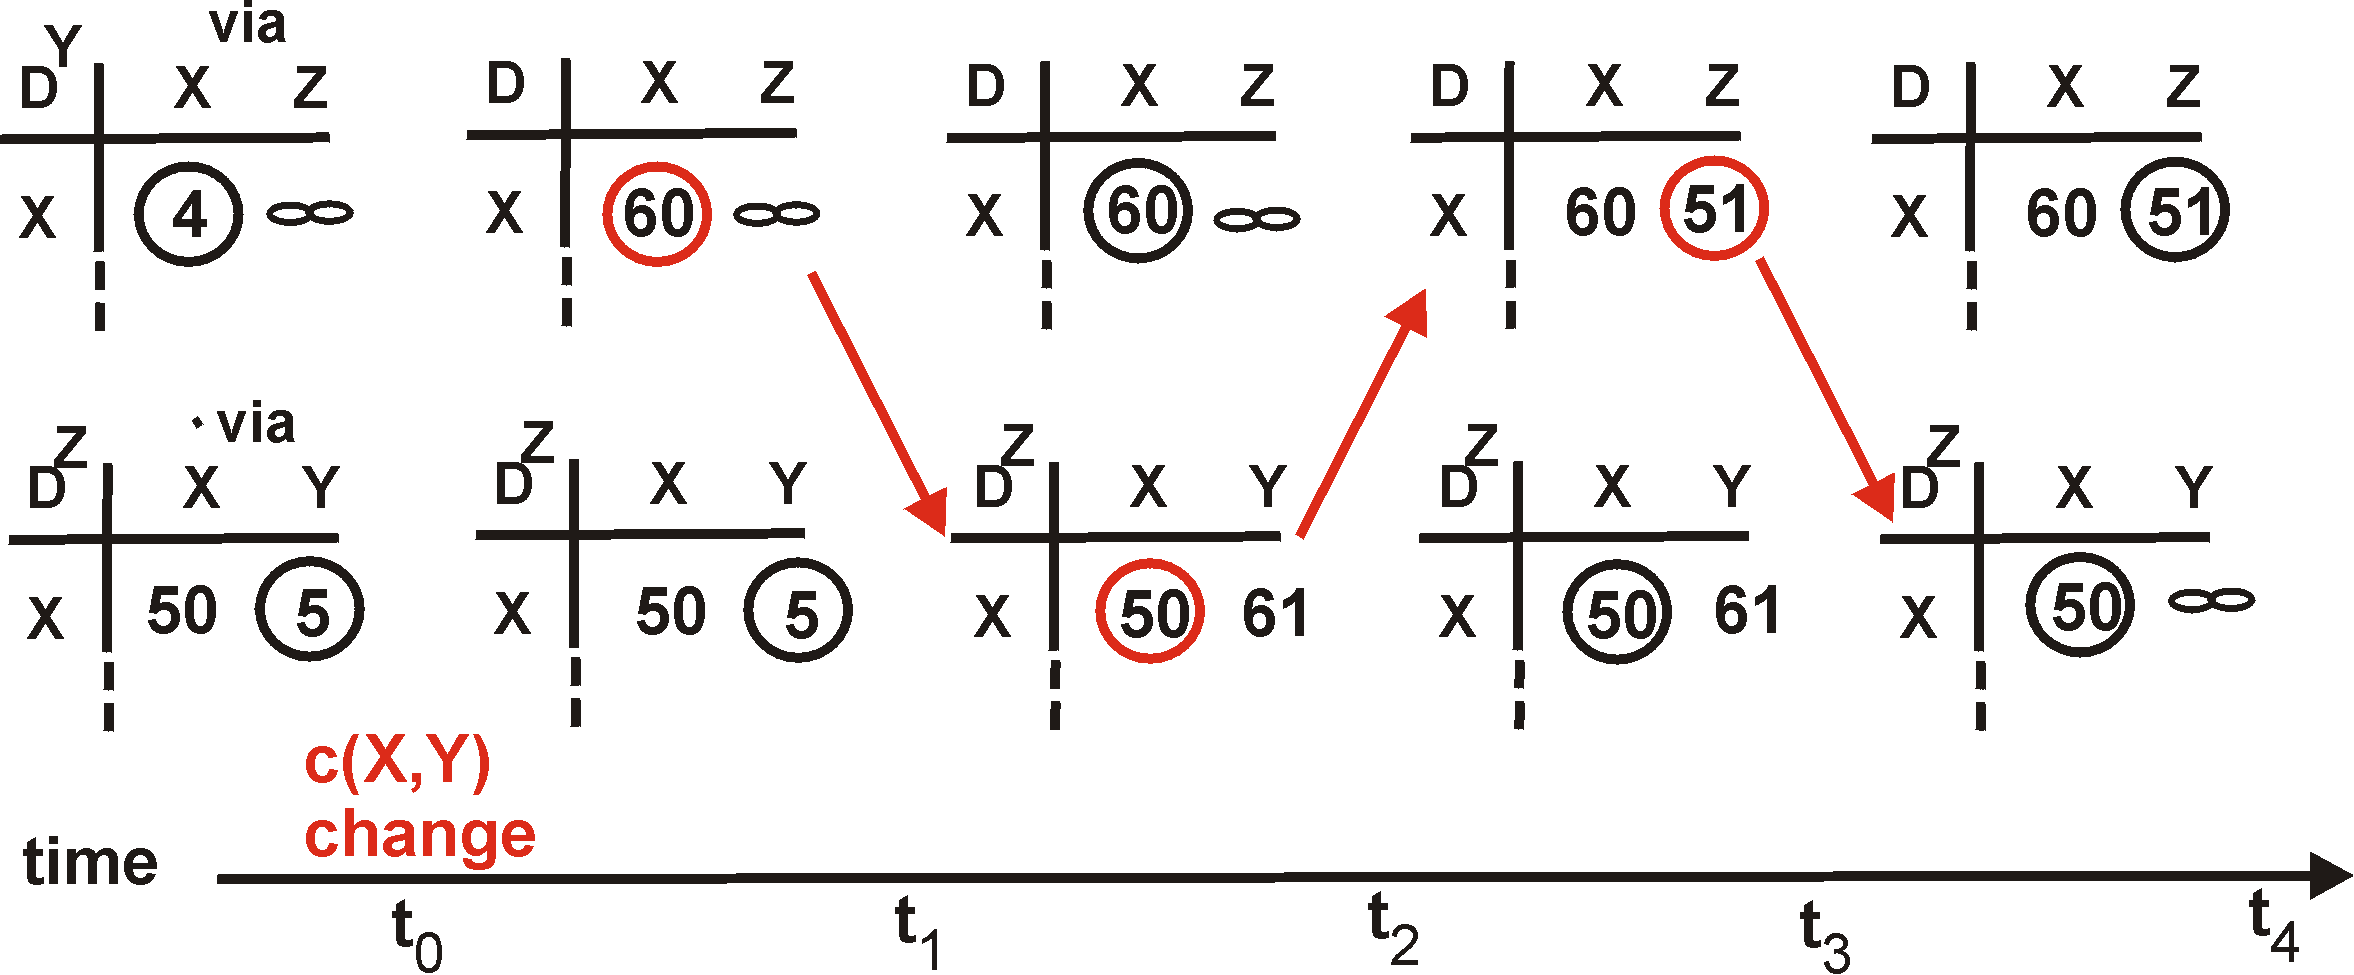 via
Y
D X Z D X Z D X Z D X Z D X Z
X 4 ∞ X 60 ∞ X 60 ∞ X 60 51 X 60 51
· via
Z Z Z Z Z
D X Y D X Y D X Y D X Y D X Y
X 50 5 X 50 5 X 50 61 X 50 61 X 50 ∞
c(X,Y)
change
time
t0 t1 t2 t3 t4